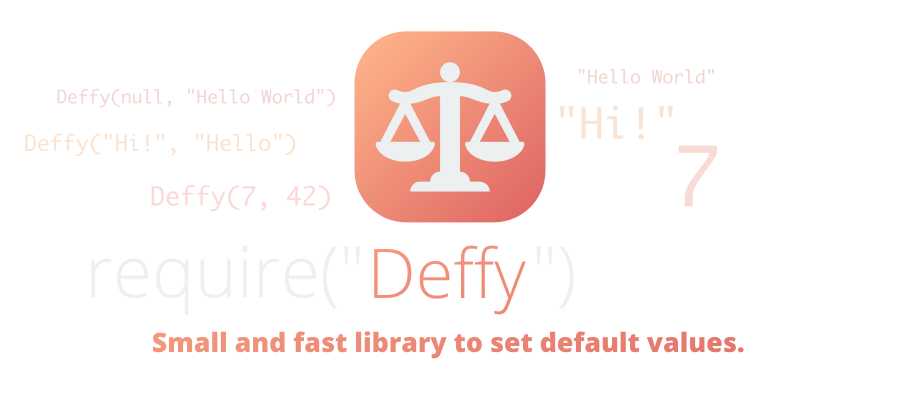 Deffy(null, "Hello World")
Deffy("Hi!", "Hello")
Deffy(7, 42)
"Hello World"
"Hi!"
7
require("Deffy")
Small and fast library to set default values.